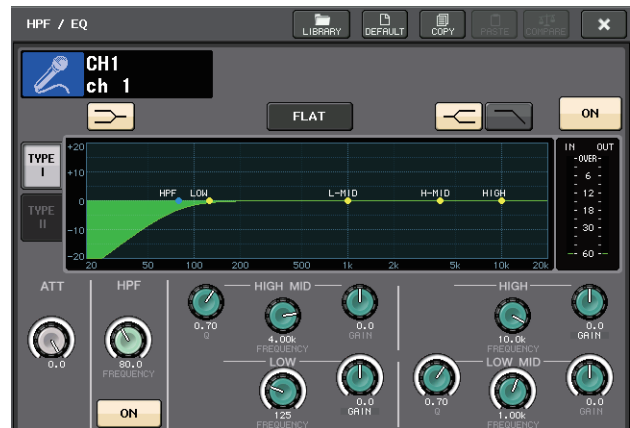 HPF / EQ
LIBRARY DEFAULT COPY PASTE COMPARE
CH1
ch 1
FLAT ON
TYPE I
TYPE II
+20
+10
0
-10
-20
HPF LOW L-MID H-MID HIGH
20 50 100 200 500 1k 2k 5k 10k 20k
IN OUT
-OVER-
6
12
18
30
60
ATT HPF HIGH MID HIGH
0.70 4.00k 0.0 10.0k 0.0
Q FREQUENCY GAIN FREQUENCY GAIN
0.0 80.0
FREQUENCY
LOW LOW MID
ON
125 0.0 0.70 1.00k 0.0
FREQUENCY GAIN Q FREQUENCY GAIN